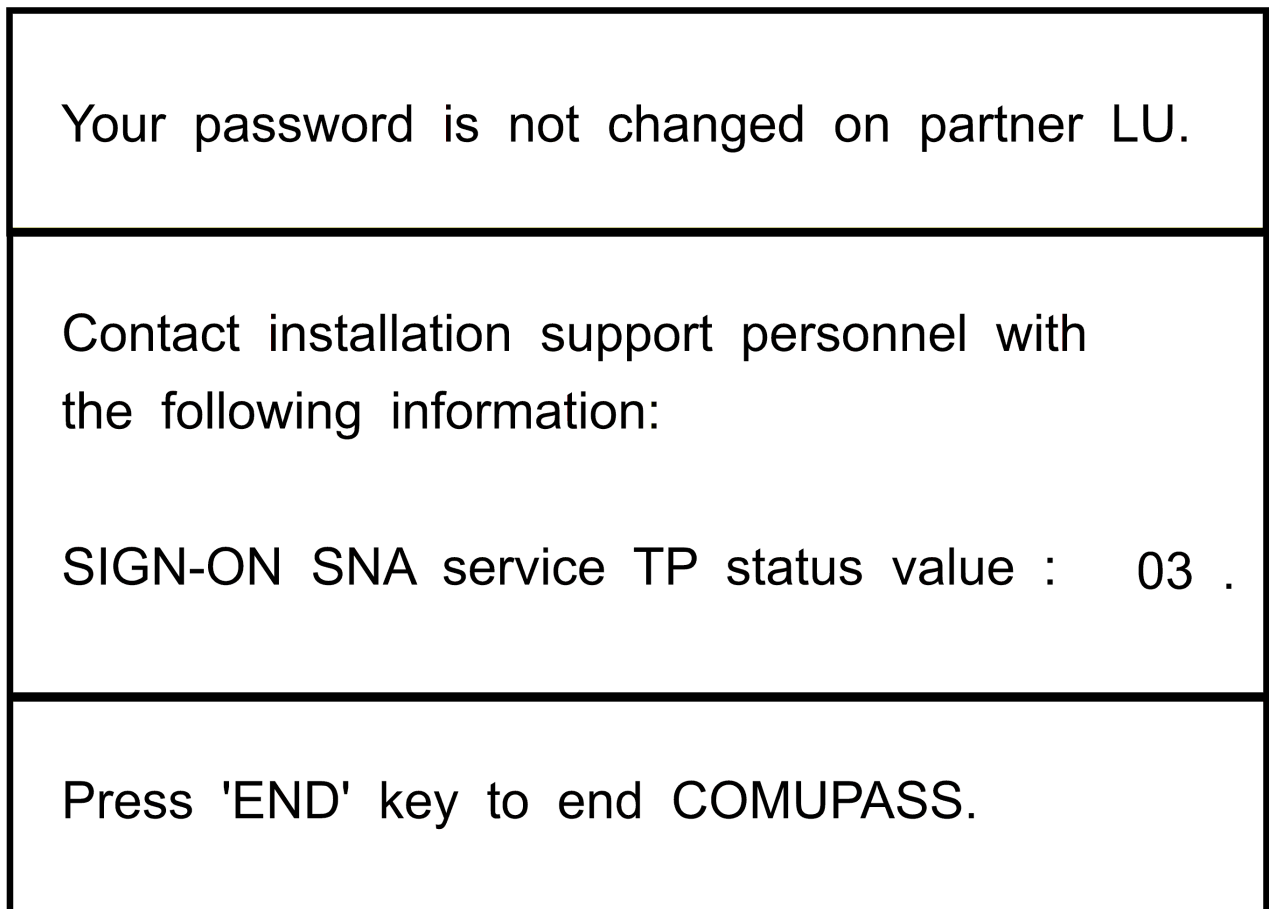 Your password is not changed on partner LU.
Contact installation support personnel with
the following information:
SIGN-ON SNA service TP status value : 03 .
Press 'END' key to end COMUPASS.